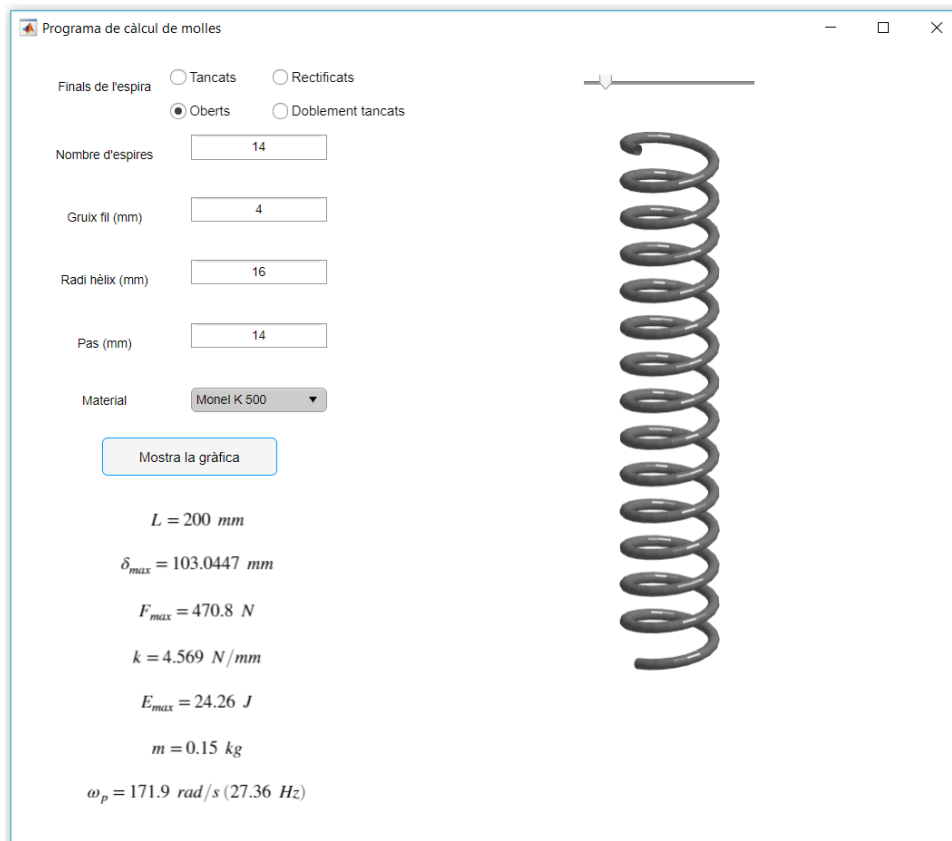 Programa de càlcul de molles
Finals de l'espira
Tancats
Rectificats
Oberts
Doblement tancats
Nombre d'espires
14
Gruix fil (mm)
4
Radi hèlix (mm)
16
Pas (mm)
14
Material
Monel K 500
Mostra la gràfica
L = 200 mm
δmax = 103.0447 mm
Fmax = 470.8 N
k = 4.569 N/mm
Emax = 24.26 J
m = 0.15 kg
ωp = 171.9 rad/s (27.36 Hz)